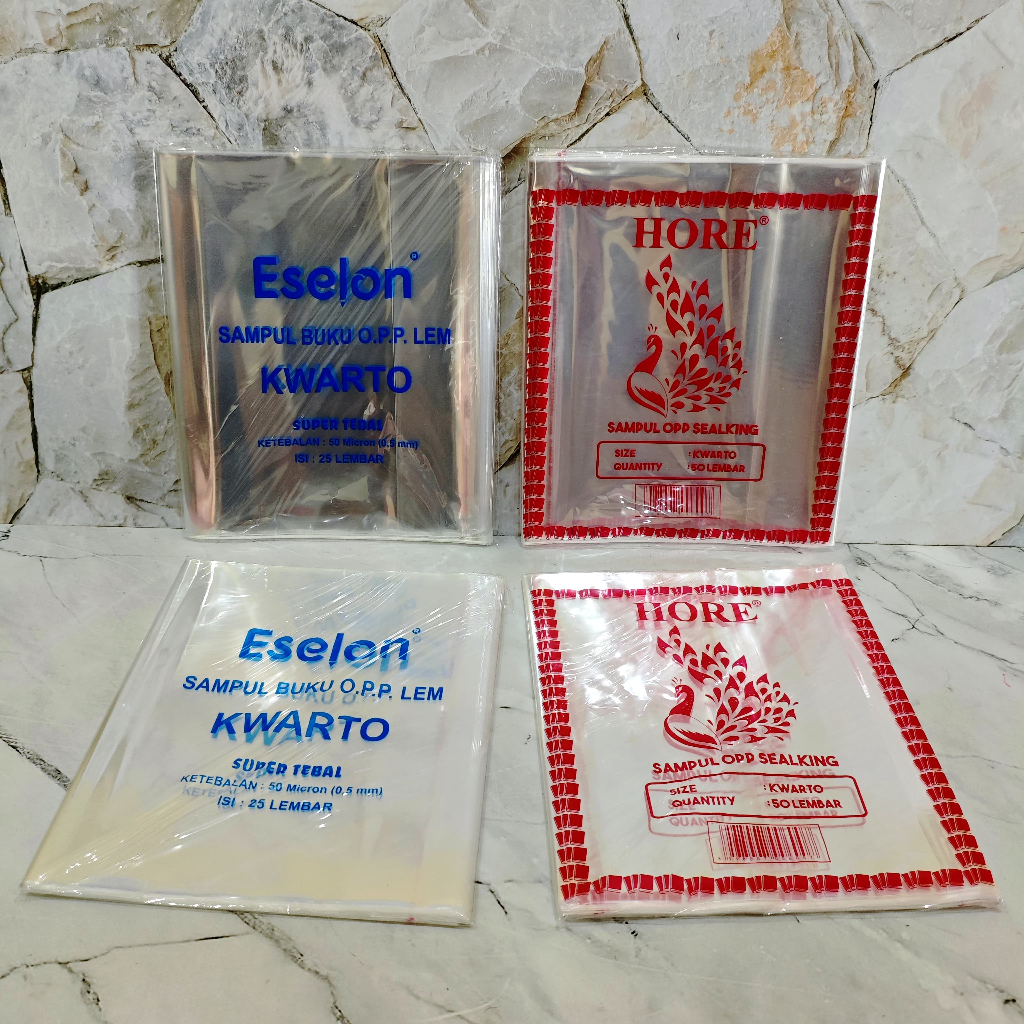 Eselon®
SAMPUL BUKU O.P.P. LEM
KWARTO
SUPER TEBAL
KETEBALAN : 50 Micron (0.5 mm)
ISI : 25 LEMBAR
HORE®
SAMPUL OPP SEALKING
SIZE : KWARTO
QUANTITY : 50 LEMBAR
Eselon®
SAMPUL BUKU O.P.P. LEM
KWARTO
SUPER TEBAL
KETEBALAN : 50 Micron (0.5 mm)
ISI : 25 LEMBAR
HORE®
SAMPUL OPP SEALKING
SIZE : KWARTO
QUANTITY : 50 LEMBAR